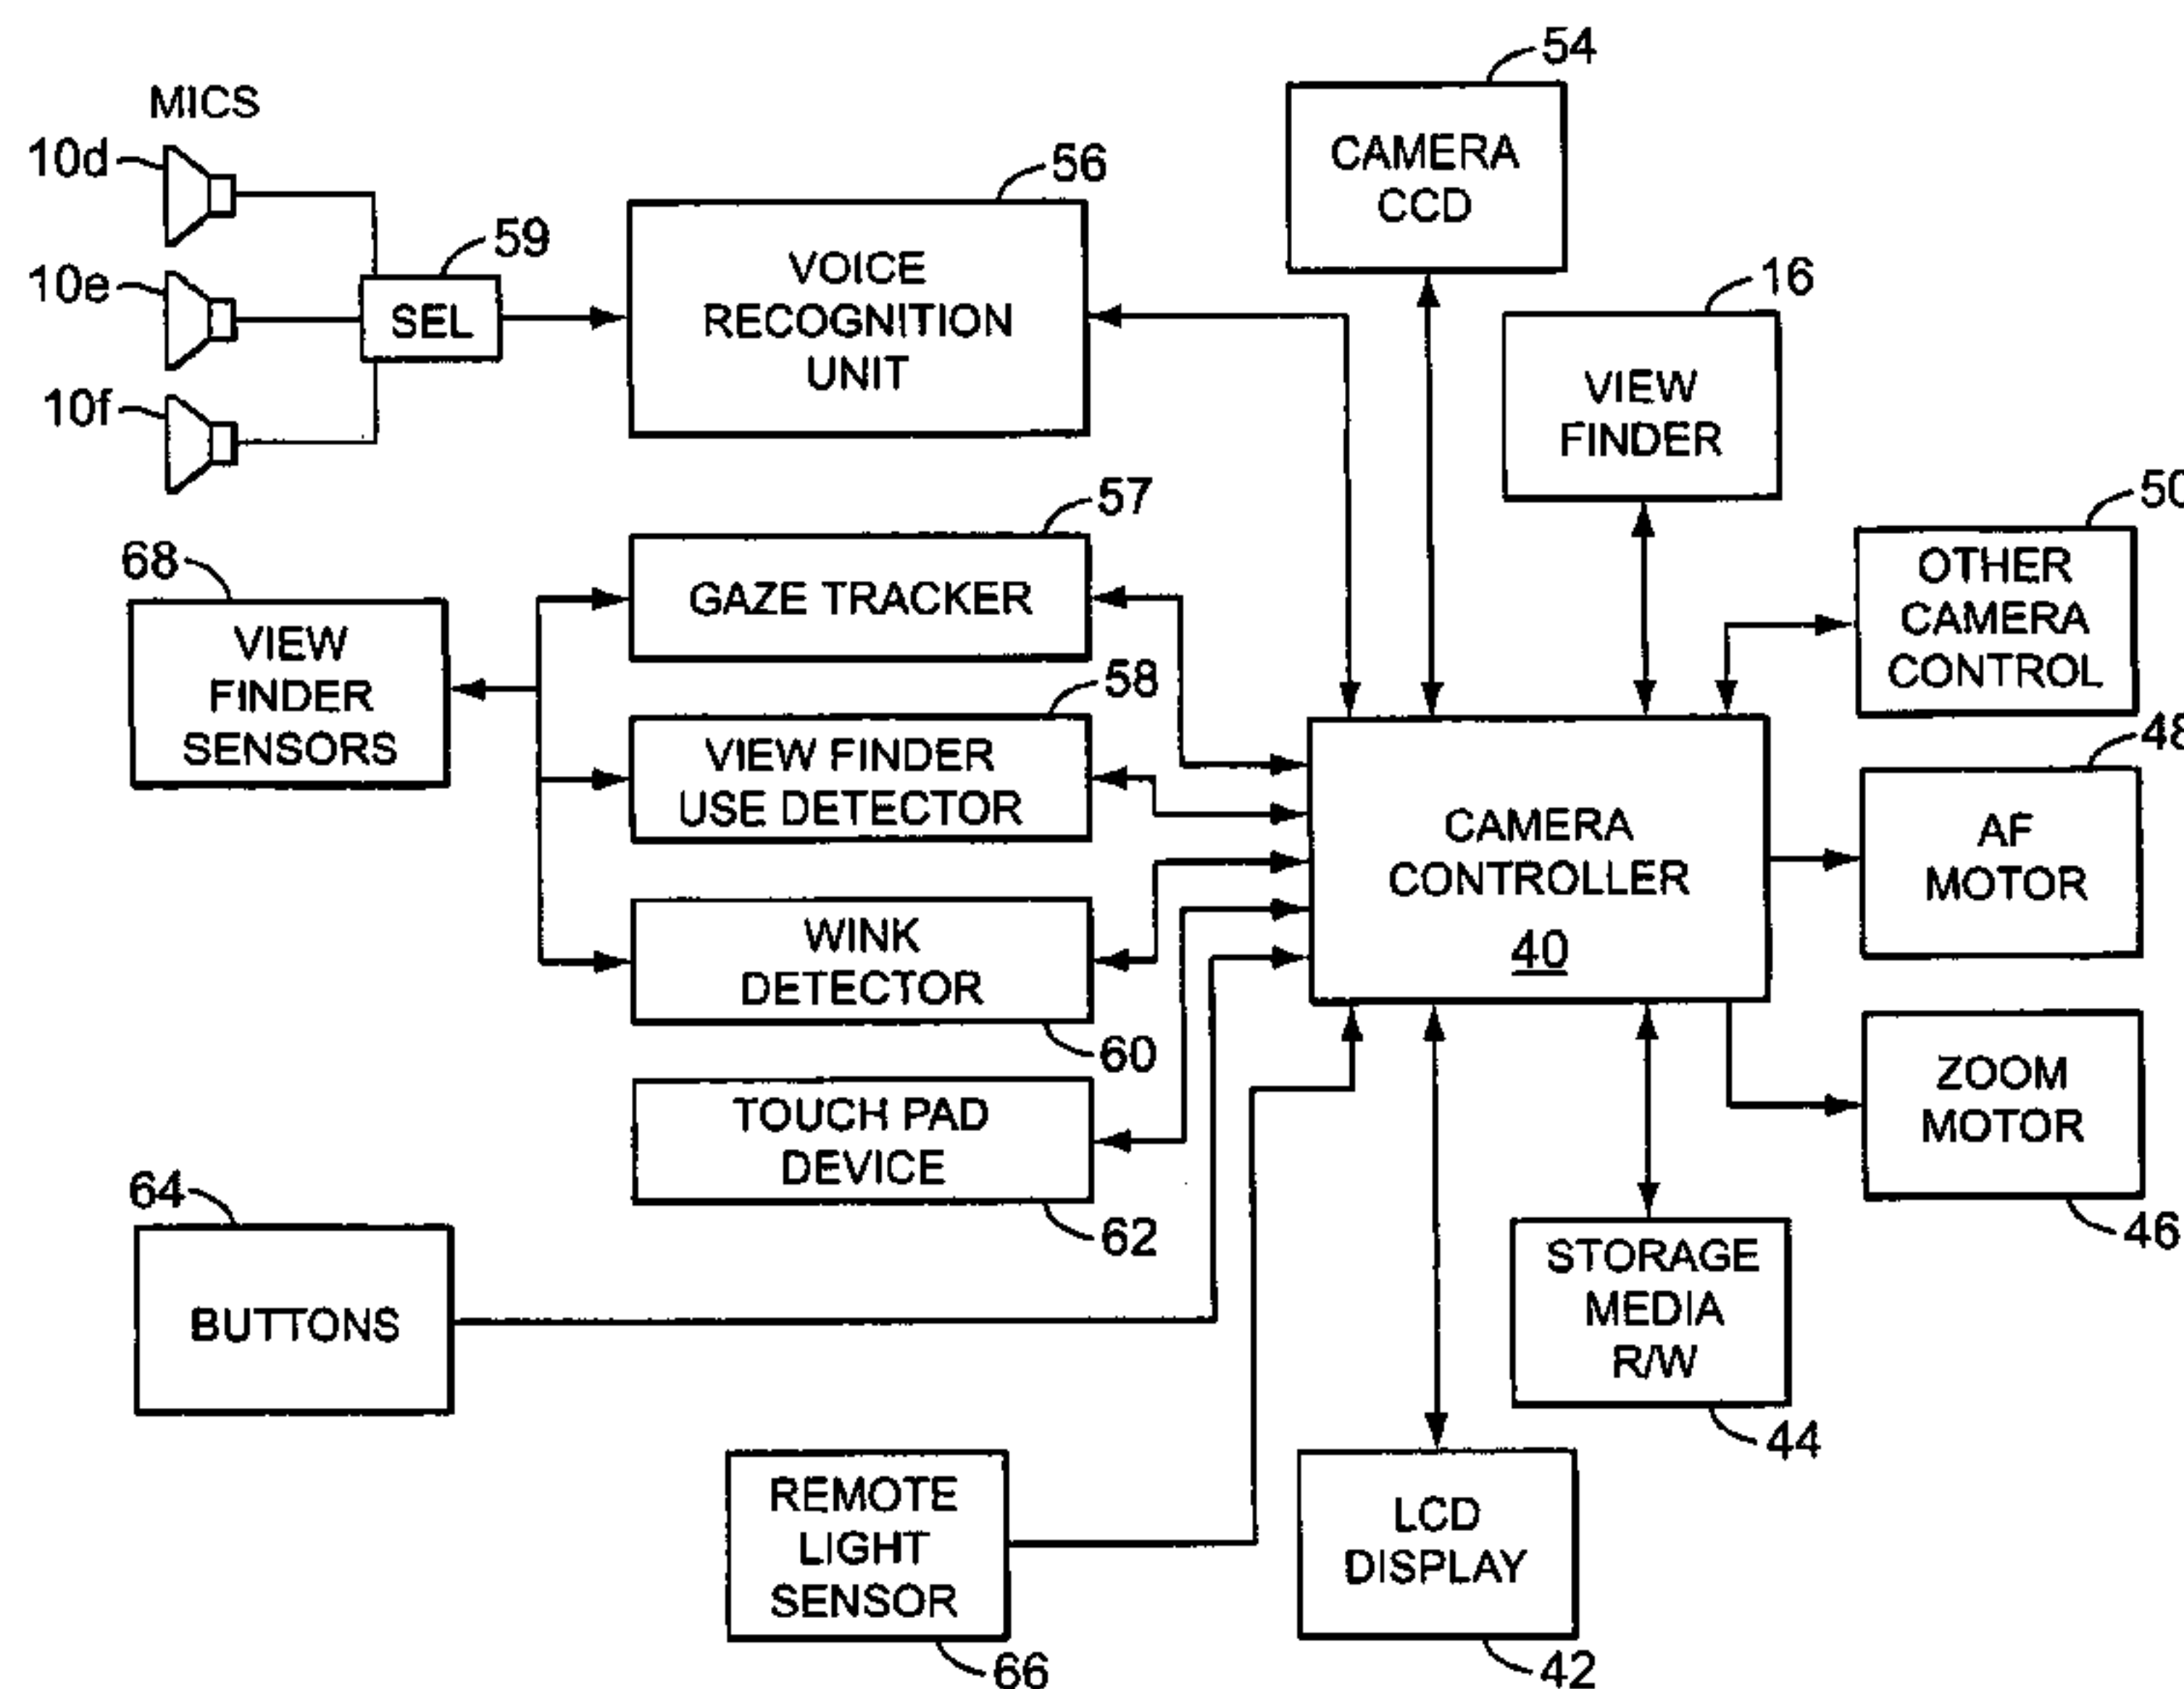 MICS
10d
10e
10f
59
SEL
56
VOICE
RECOGNITION
UNIT
54
CAMERA
CCD
16
VIEW
FINDER
50
OTHER
CAMERA
CONTROL
68
VIEW
FINDER
SENSORS
57
GAZE TRACKER
58
VIEW FINDER
USE DETECTOR
WINK
DETECTOR
60
TOUCH PAD
DEVICE
62
CAMERA
CONTROLLER
40
48
AF
MOTOR
ZOOM
MOTOR
46
64
BUTTONS
STORAGE
MEDIA
R/W
44
REMOTE
LIGHT
SENSOR
66
LCD
DISPLAY
42